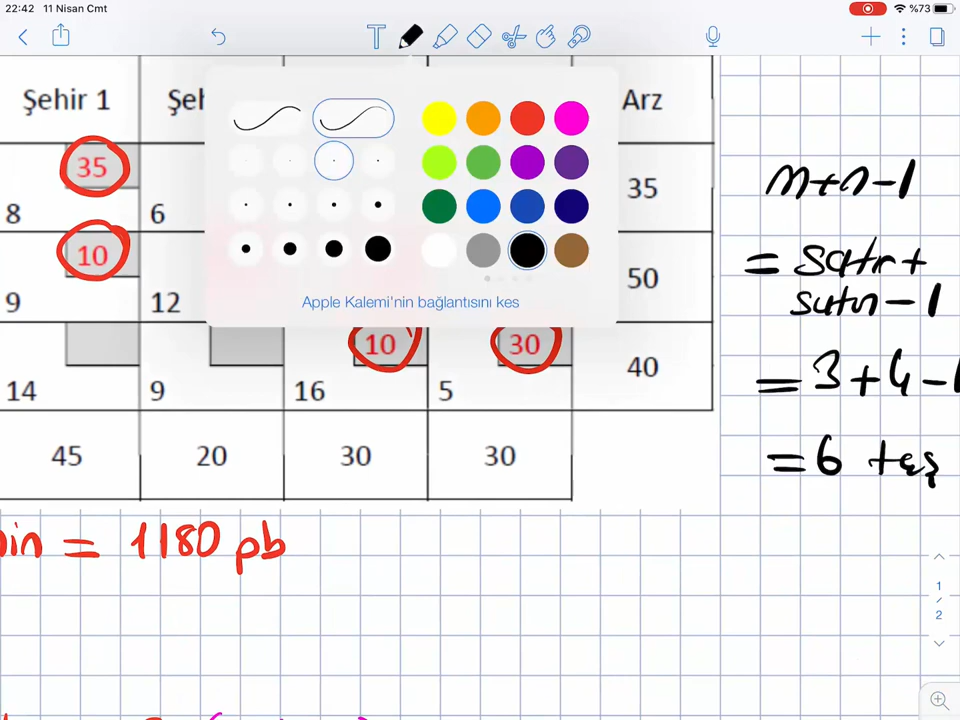 22:42 11 Nisan Cmt %73
T
Şehir 1 Şeh Arz
35
8 6 35
10
9 12 50
10 30
14 9 16 5 40
45 20 30 30
Apple Kalemi'nin bağlantısını kes
m+n-1
= satır +
sutun - 1
= 3 + 4 - 1
= 6 taş
= 1180 pb
1
/
2